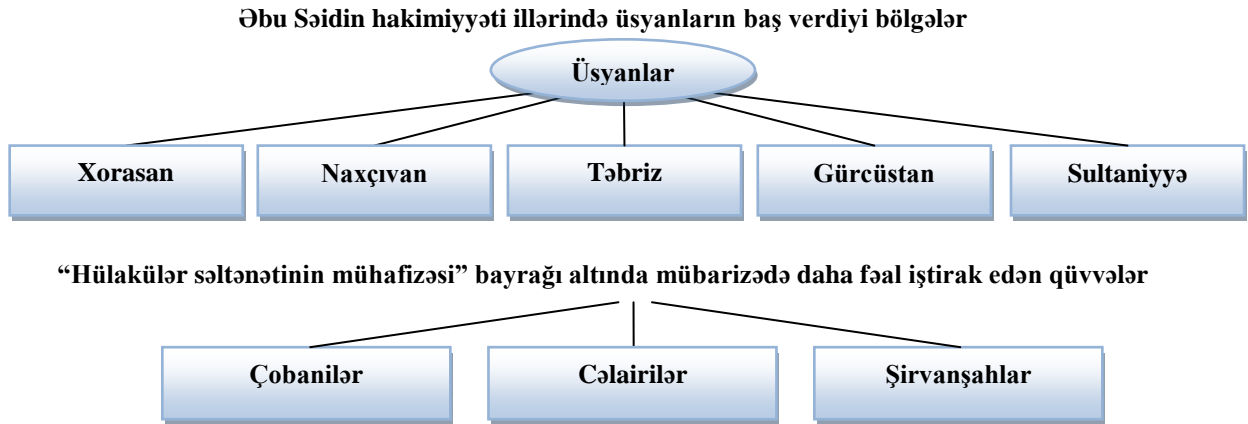 Əbu Səidin hakimiyyəti illərində üsyanların baş verdiyi bölgələr
Üsyanlar
Xorasan
Naxçıvan
Təbriz
Gürcüstan
Sultaniyyə
“Hülakülər səltənətinin mühafizəsi” bayrağı altında mübarizədə daha fəal iştirak edən qüvvələr
Çobanilər
Cəlairilər
Şirvanşahlar